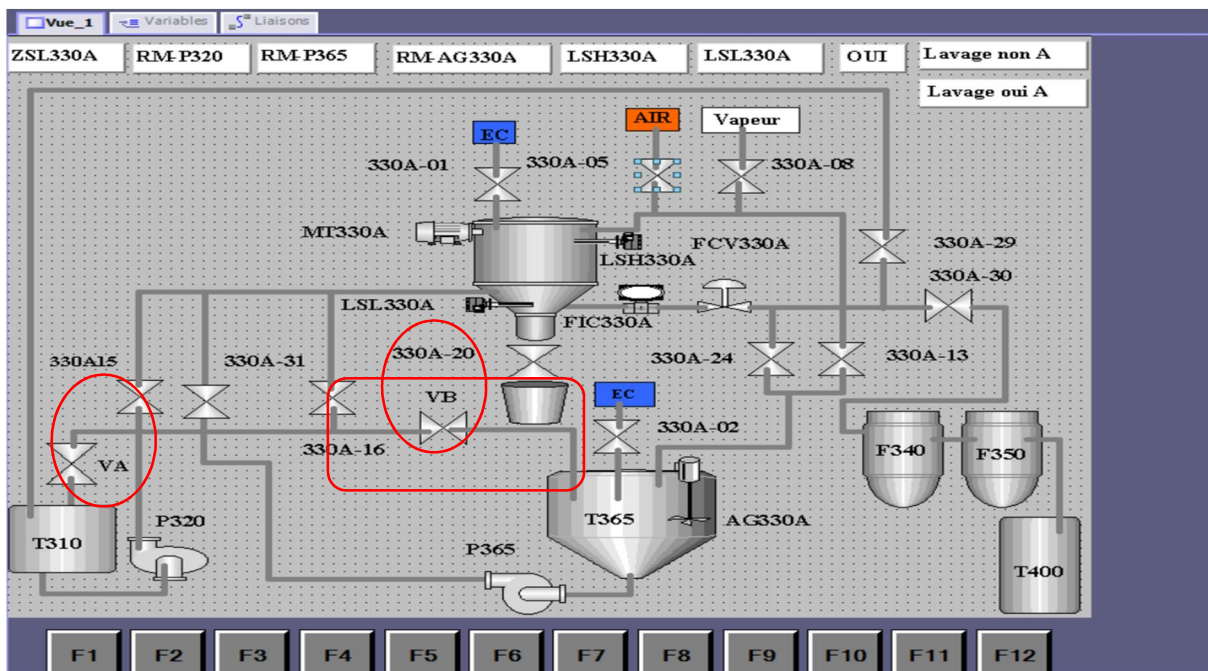 Vue_1 Variables Liaisons
ZSL330A RM-P320 RM-P365 RM-AG330A LSH330A LSL330A OUI Lavage non A
Lavage oui A
AIR Vapeur
EC
330A-01 330A-05 330A-08
MT330A
FCV330A 330A-29
LSH330A
330A-30
LSL330A
FIC330A
330A15 330A-31 330A-20 330A-24 330A-13
EC
VB
330A-02
330A-16
F340 F350
VA
T365 AG330A
P320
T310
P365
T400
F1 F2 F3 F4 F5 F6 F7 F8 F9 F10 F11 F12